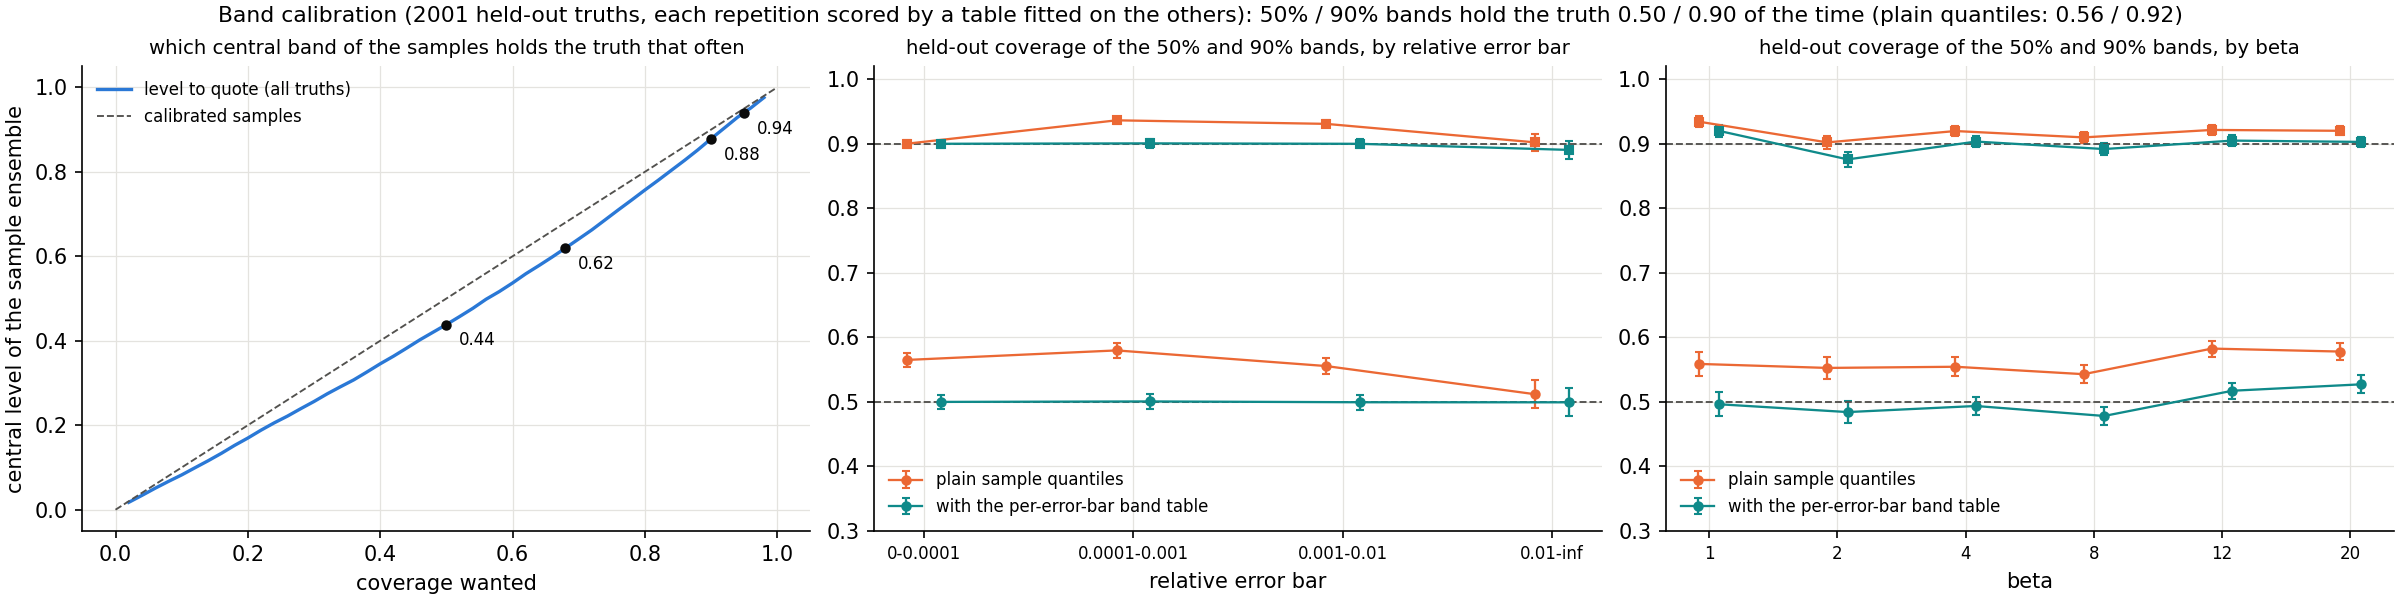 Band calibration (2001 held-out truths, each repetition scored by a table fitted on the others): 50% / 90% bands hold the truth 0.50 / 0.90 of the time (plain quantiles: 0.56 / 0.92)
which central band of the samples holds the truth that often
central level of the sample ensemble
1.0
0.8
0.6
0.4
0.2
0.0
level to quote (all truths)
calibrated samples
0.94
0.88
0.62
0.44
0.0 0.2 0.4 0.6 0.8 1.0
coverage wanted
held-out coverage of the 50% and 90% bands, by relative error bar
1.0
0.9
0.8
0.7
0.6
0.5
0.4
0.3
plain sample quantiles
with the per-error-bar band table
0-0.0001 0.0001-0.001 0.001-0.01 0.01-inf
relative error bar
held-out coverage of the 50% and 90% bands, by beta
1.0
0.9
0.8
0.7
0.6
0.5
0.4
0.3
plain sample quantiles
with the per-error-bar band table
1 2 4 8 12 20
beta